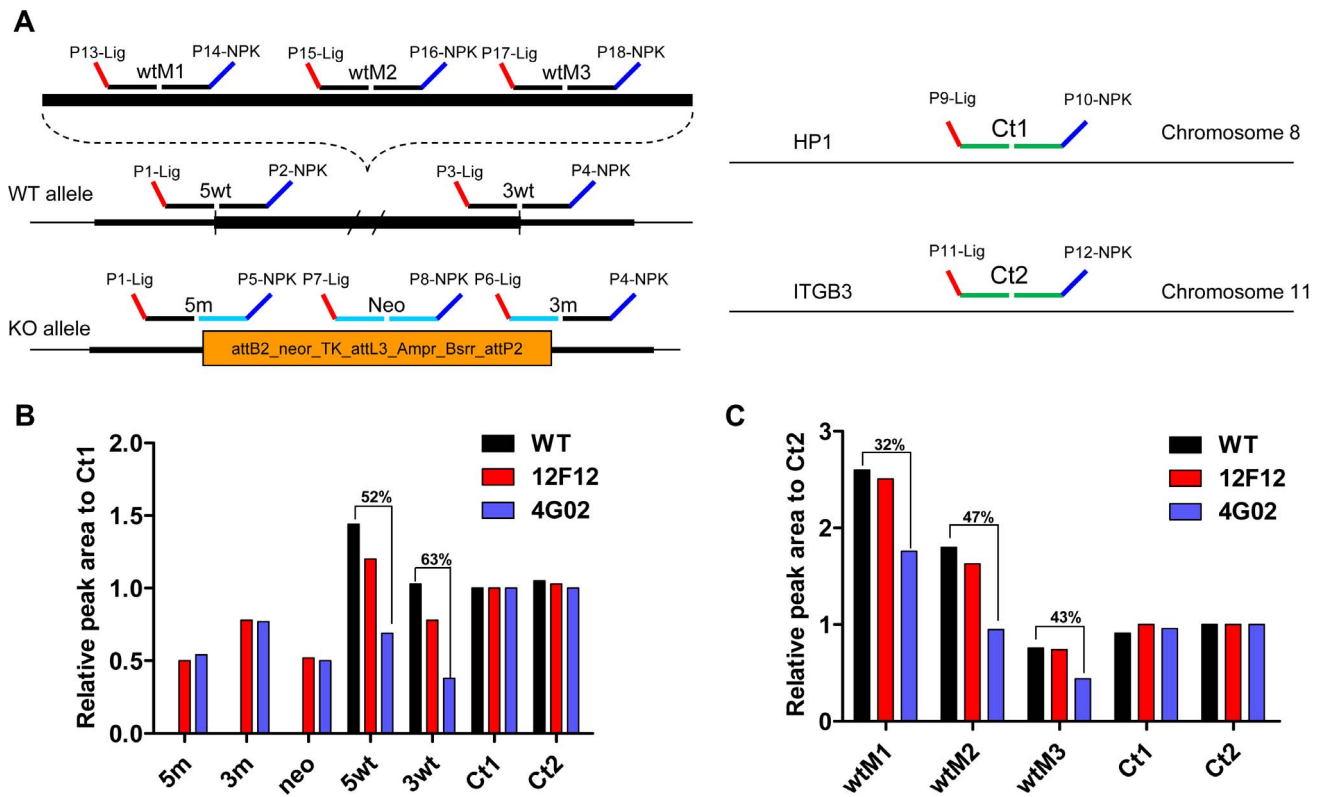 A
P13-Lig P14-NPK P15-Lig P16-NPK P17-Lig P18-NPK
wtM1 wtM2 wtM3
P1-Lig P2-NPK P3-Lig P4-NPK
WT allele 5wt 3wt
P1-Lig P5-NPK P7-Lig P8-NPK P6-Lig P4-NPK
5m Neo 3m
KO allele
attB2_neor_TK_attL3_Ampr_Bsrr_attP2
P9-Lig P10-NPK
HP1 Ct1 Chromosome 8
P11-Lig P12-NPK
ITGB3 Ct2 Chromosome 11
B
Relative peak area to Ct1
2.0
1.5
1.0
0.5
0.0
WT
12F12
4G02
52%
63%
5m 3m neo 5wt 3wt Ct1 Ct2
C
Relative peak area to Ct2
3
2
1
0
WT
12F12
4G02
32%
47%
43%
wtM1 wtM2 wtM3 Ct1 Ct2